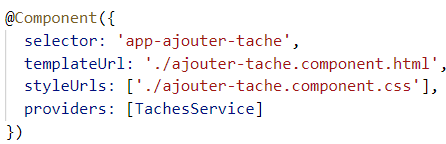 @Component({
  selector: 'app-ajouter-tache',
  templateUrl: './ajouter-tache.component.html',
  styleUrls: ['./ajouter-tache.component.css'],
  providers: [TachesService]
})